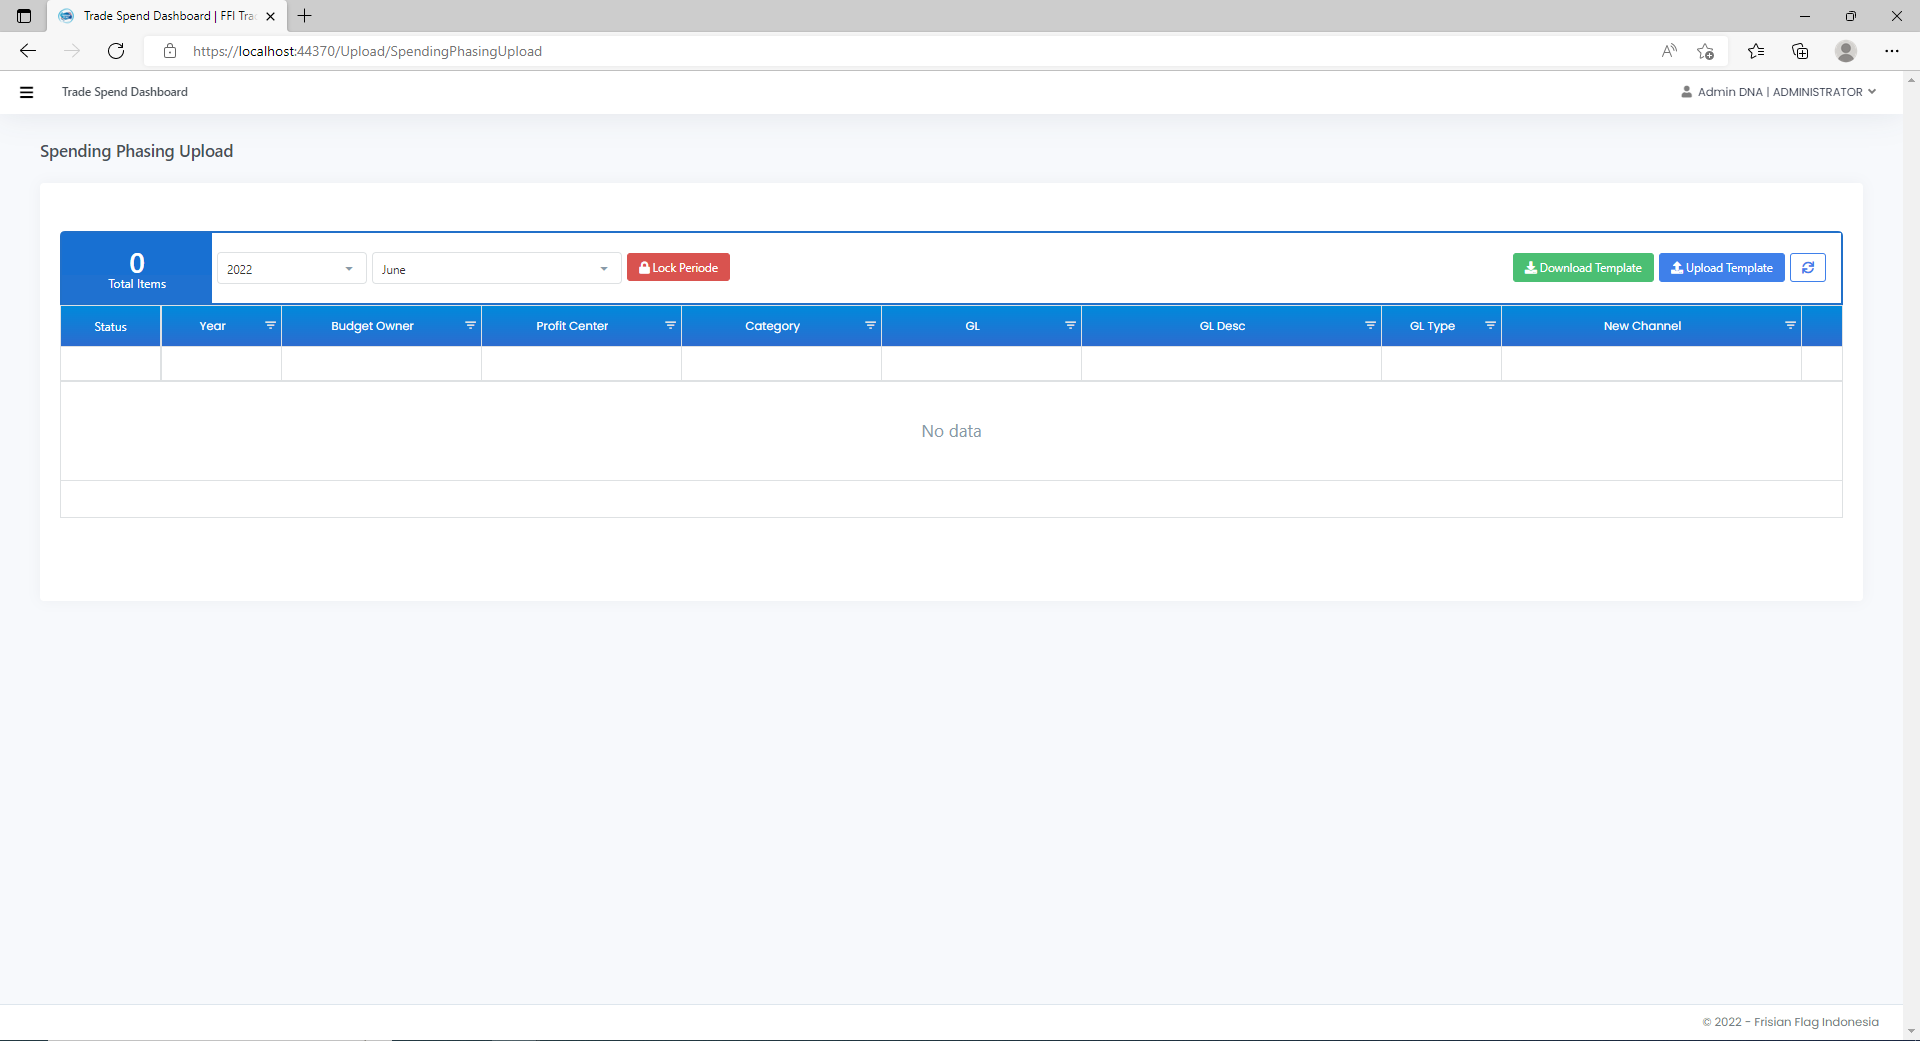 Trade Spend Dashboard | FFI Tra
https://localhost:44370/Upload/SpendingPhasingUpload
Trade Spend Dashboard
Admin DNA | ADMINISTRATOR
Spending Phasing Upload
0
Total Items
2022
June
Lock Periode
Download Template
Upload Template
Status
Year
Budget Owner
Profit Center
Category
GL
GL Desc
GL Type
New Channel
No data
© 2022 - Frisian Flag Indonesia